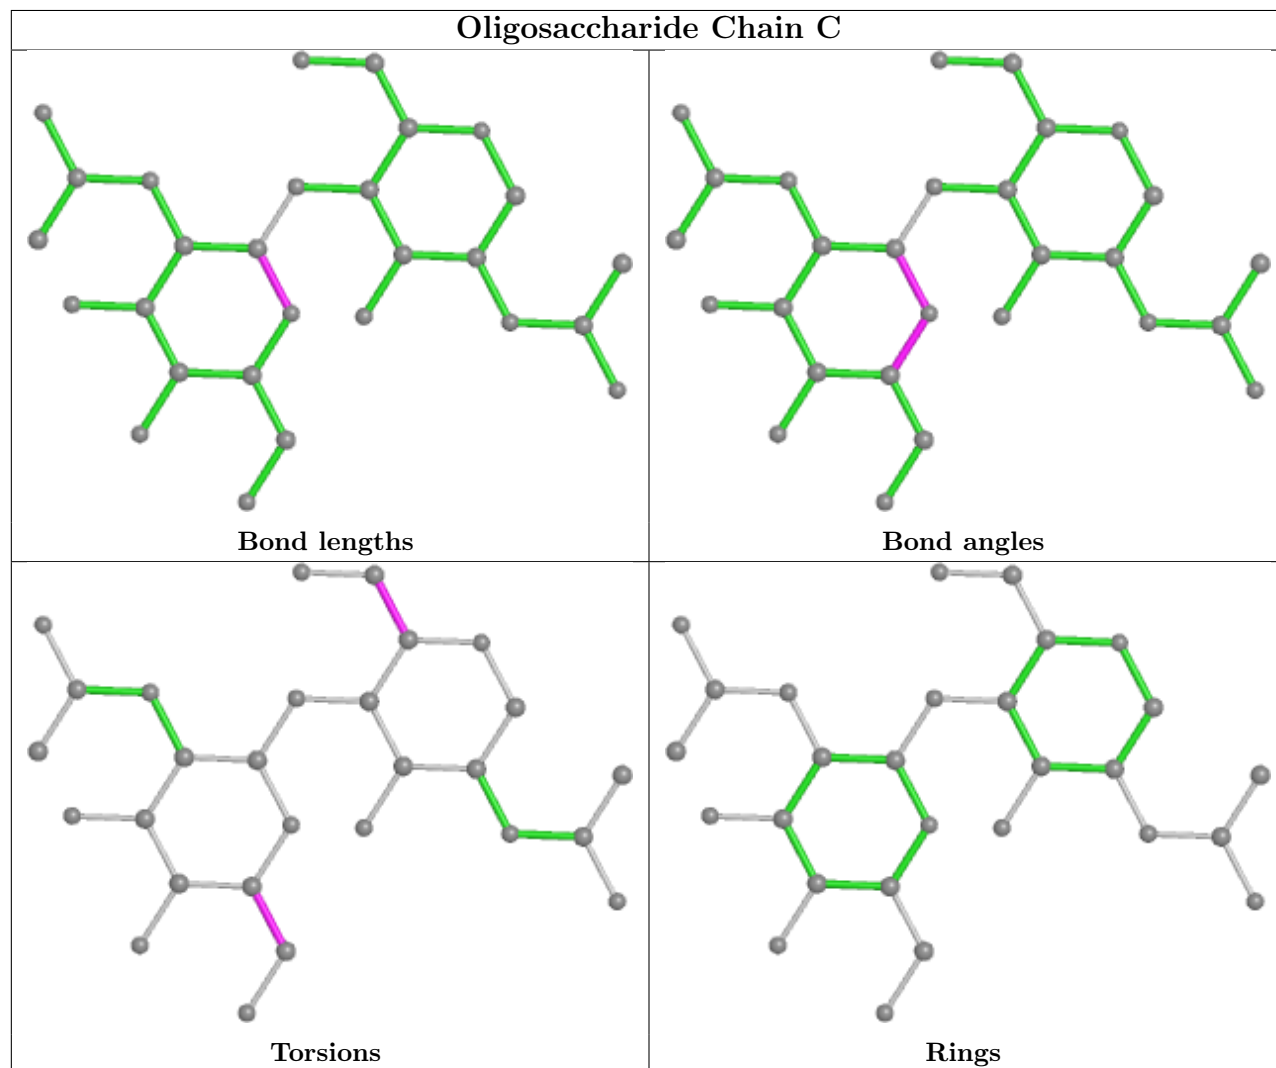 Oligosaccharide Chain C
Bond lengths
Bond angles
Torsions
Rings